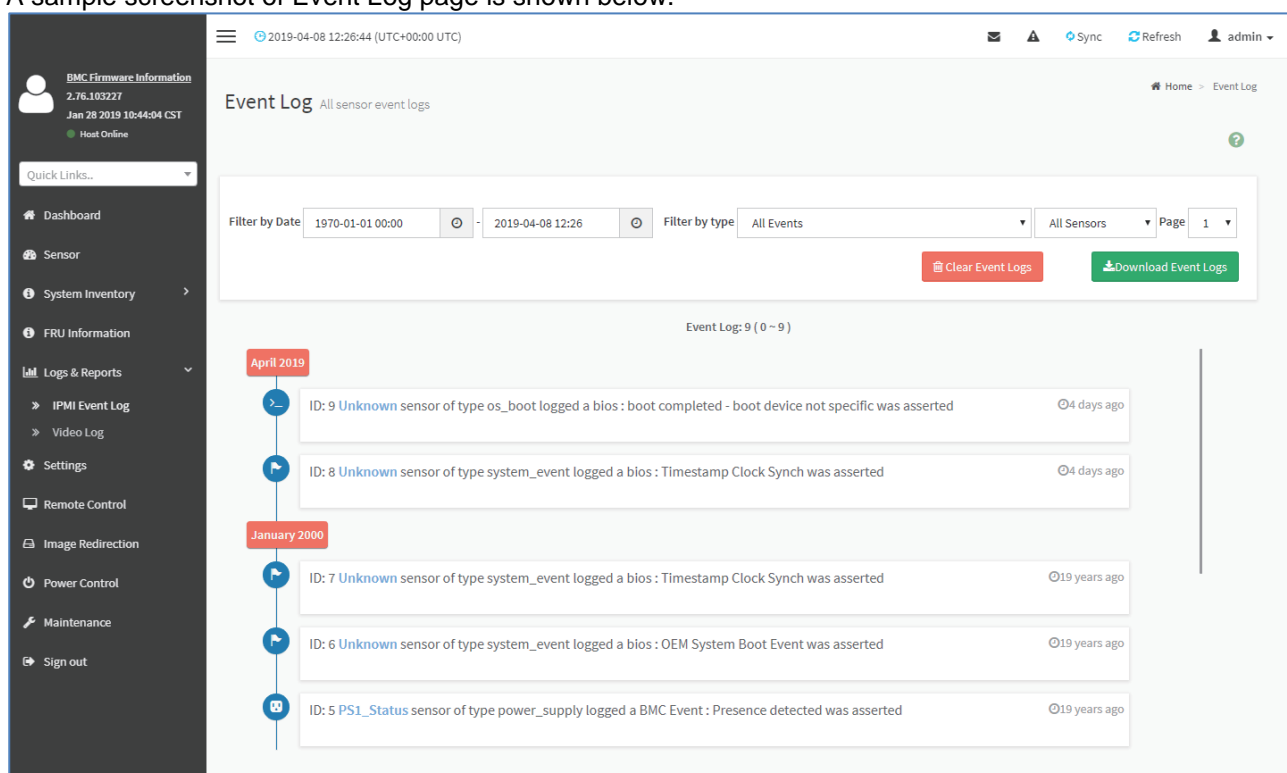 A sample screenshot of Event Log page is shown below.
2019-04-08 12:26:44 (UTC+00:00 UTC)
Sync
Refresh
admin
BMC Firmware Information
2.76.103227
Jan 28 2019 10:44:04 CST
Host Online
Quick Links..
Dashboard
Sensor
System Inventory
FRU Information
Logs & Reports
IPMI Event Log
Video Log
Settings
Remote Control
Image Redirection
Power Control
Maintenance
Sign out
Event Log All sensor event logs
Home > Event Log
Filter by Date 1970-01-01 00:00 - 2019-04-08 12:26 Filter by type All Events All Sensors Page 1
Clear Event Logs
Download Event Logs
Event Log: 9 ( 0 ~ 9 )
April 2019
ID: 9 Unknown sensor of type os_boot logged a bios : boot completed - boot device not specific was asserted 4 days ago
ID: 8 Unknown sensor of type system_event logged a bios : Timestamp Clock Synch was asserted 4 days ago
January 2000
ID: 7 Unknown sensor of type system_event logged a bios : Timestamp Clock Synch was asserted 19 years ago
ID: 6 Unknown sensor of type system_event logged a bios : OEM System Boot Event was asserted 19 years ago
ID: 5 PS1_Status sensor of type power_supply logged a BMC Event : Presence detected was asserted 19 years ago